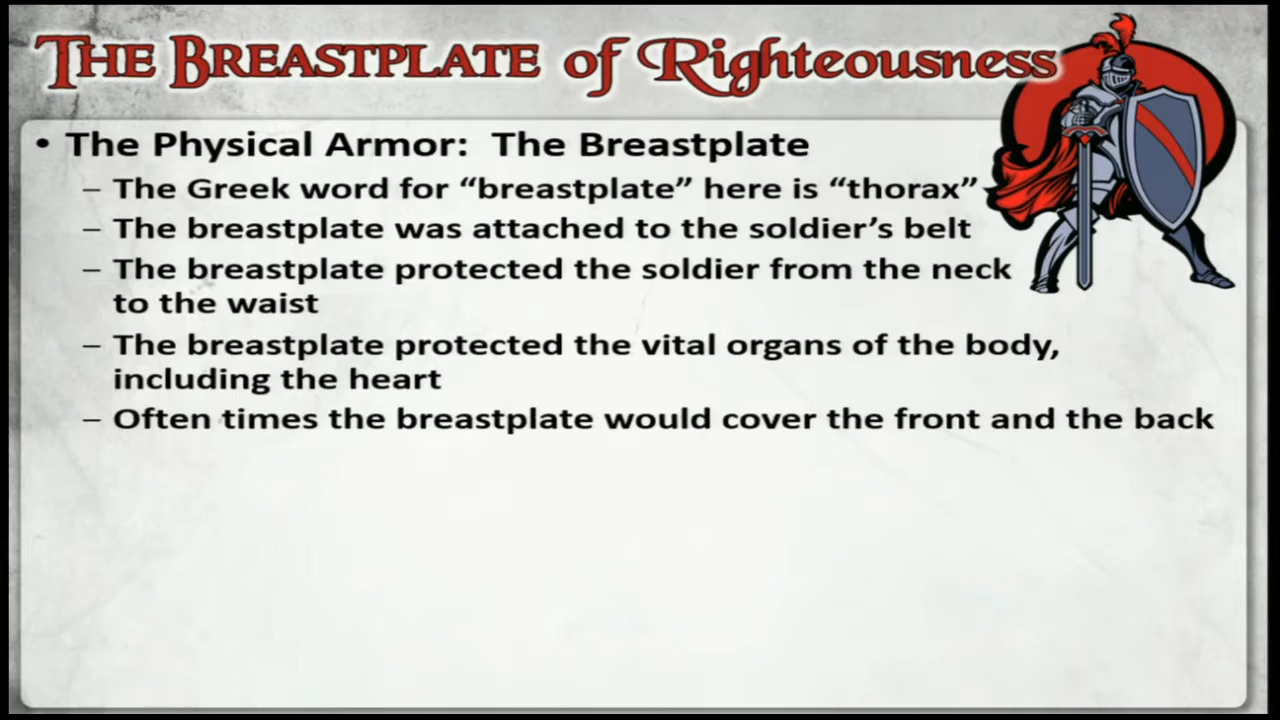 The Breastplate of Righteousness
• The Physical Armor: The Breastplate
– The Greek word for “breastplate” here is “thorax”
– The breastplate was attached to the soldier’s belt
– The breastplate protected the soldier from the neck
to the waist
– The breastplate protected the vital organs of the body,
including the heart
– Often times the breastplate would cover the front and the back